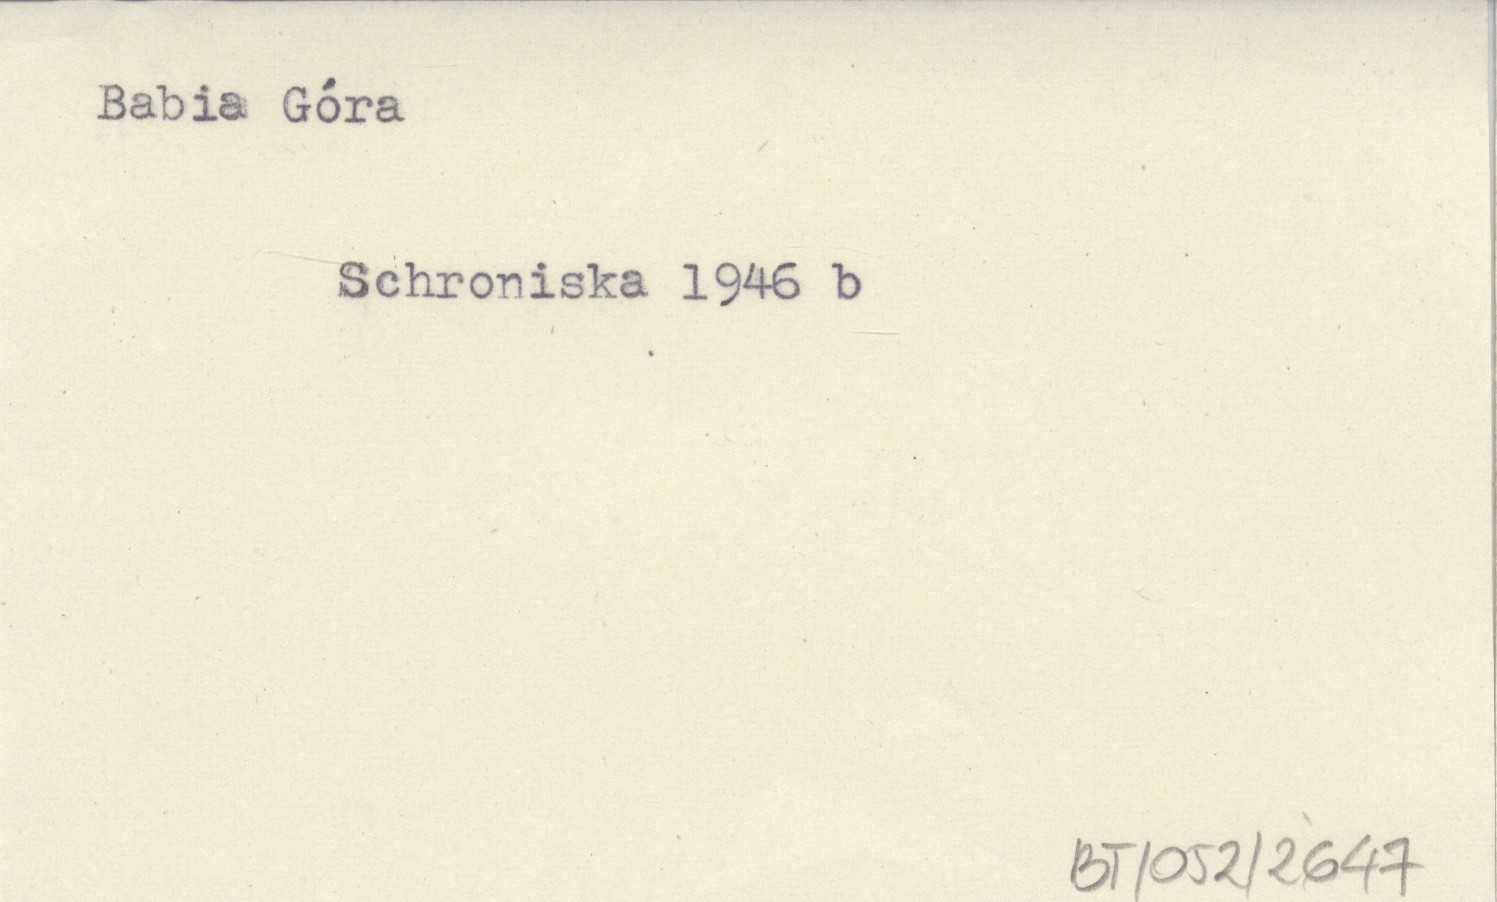 Babia Góra
Schroniska 1946 b
BT/052/2647